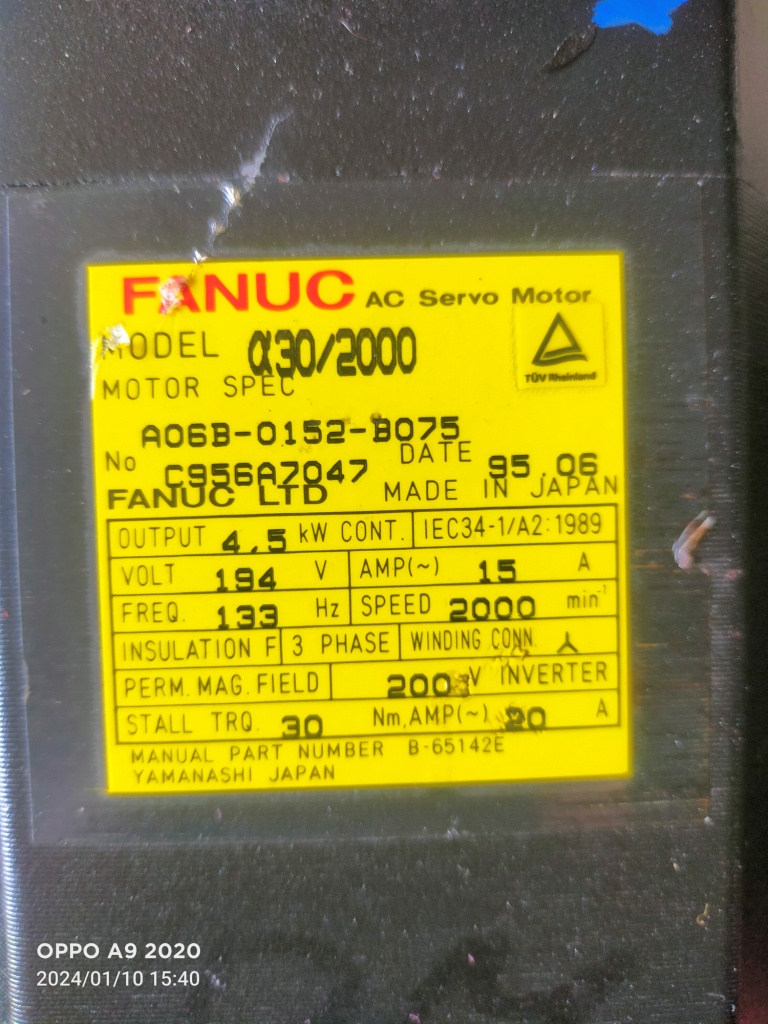 FANUC AC Servo Motor
MODEL α30/2000
TÜV Rheinland
MOTOR SPEC
A06B-0152-B075
No C956A7047 DATE 95.06
FANUC LTD MADE IN JAPAN
OUTPUT 4.5 kW CONT. IEC34-1/A2:1989
VOLT 194 V AMP(~) 15 A
FREQ. 133 Hz SPEED 2000 min⁻¹
INSULATION F 3 PHASE WINDING CONN. 人
PERM. MAG. FIELD 200 V INVERTER
STALL TRQ. 30 Nm, AMP(~) 20 A
MANUAL PART NUMBER B-65142E
YAMANASHI JAPAN
OPPO A9 2020
2024/01/10 15:40